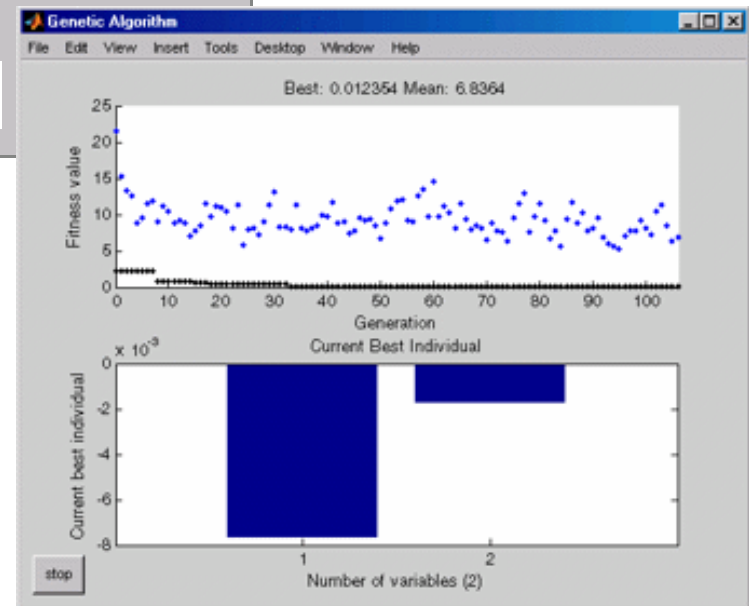 Genetic Algorithm
File Edit View Insert Tools Desktop Window Help
Best: 0.012354 Mean: 6.8364
25
20
15
10
5
0
Fitness value
0 10 20 30 40 50 60 70 80 90 100
Generation
Current Best Individual
x 10-3
0
-2
-4
-6
-8
Current best individual
1 2
Number of variables (2)
stop